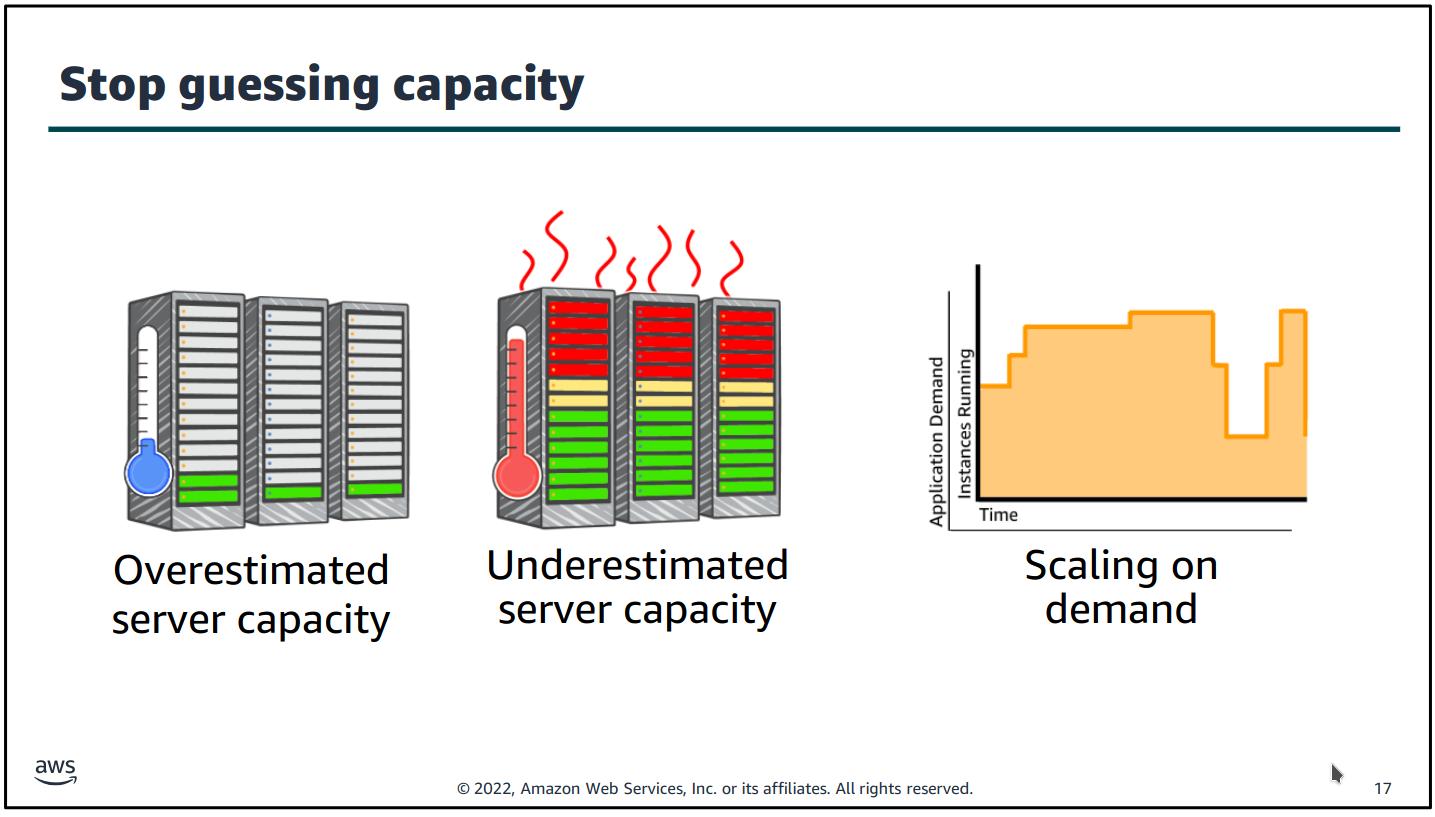 Stop guessing capacity
Overestimated
server capacity
Underestimated
server capacity
Application Demand
Instances Running
Time
Scaling on
demand
aws
© 2022, Amazon Web Services, Inc. or its affiliates. All rights reserved.
17